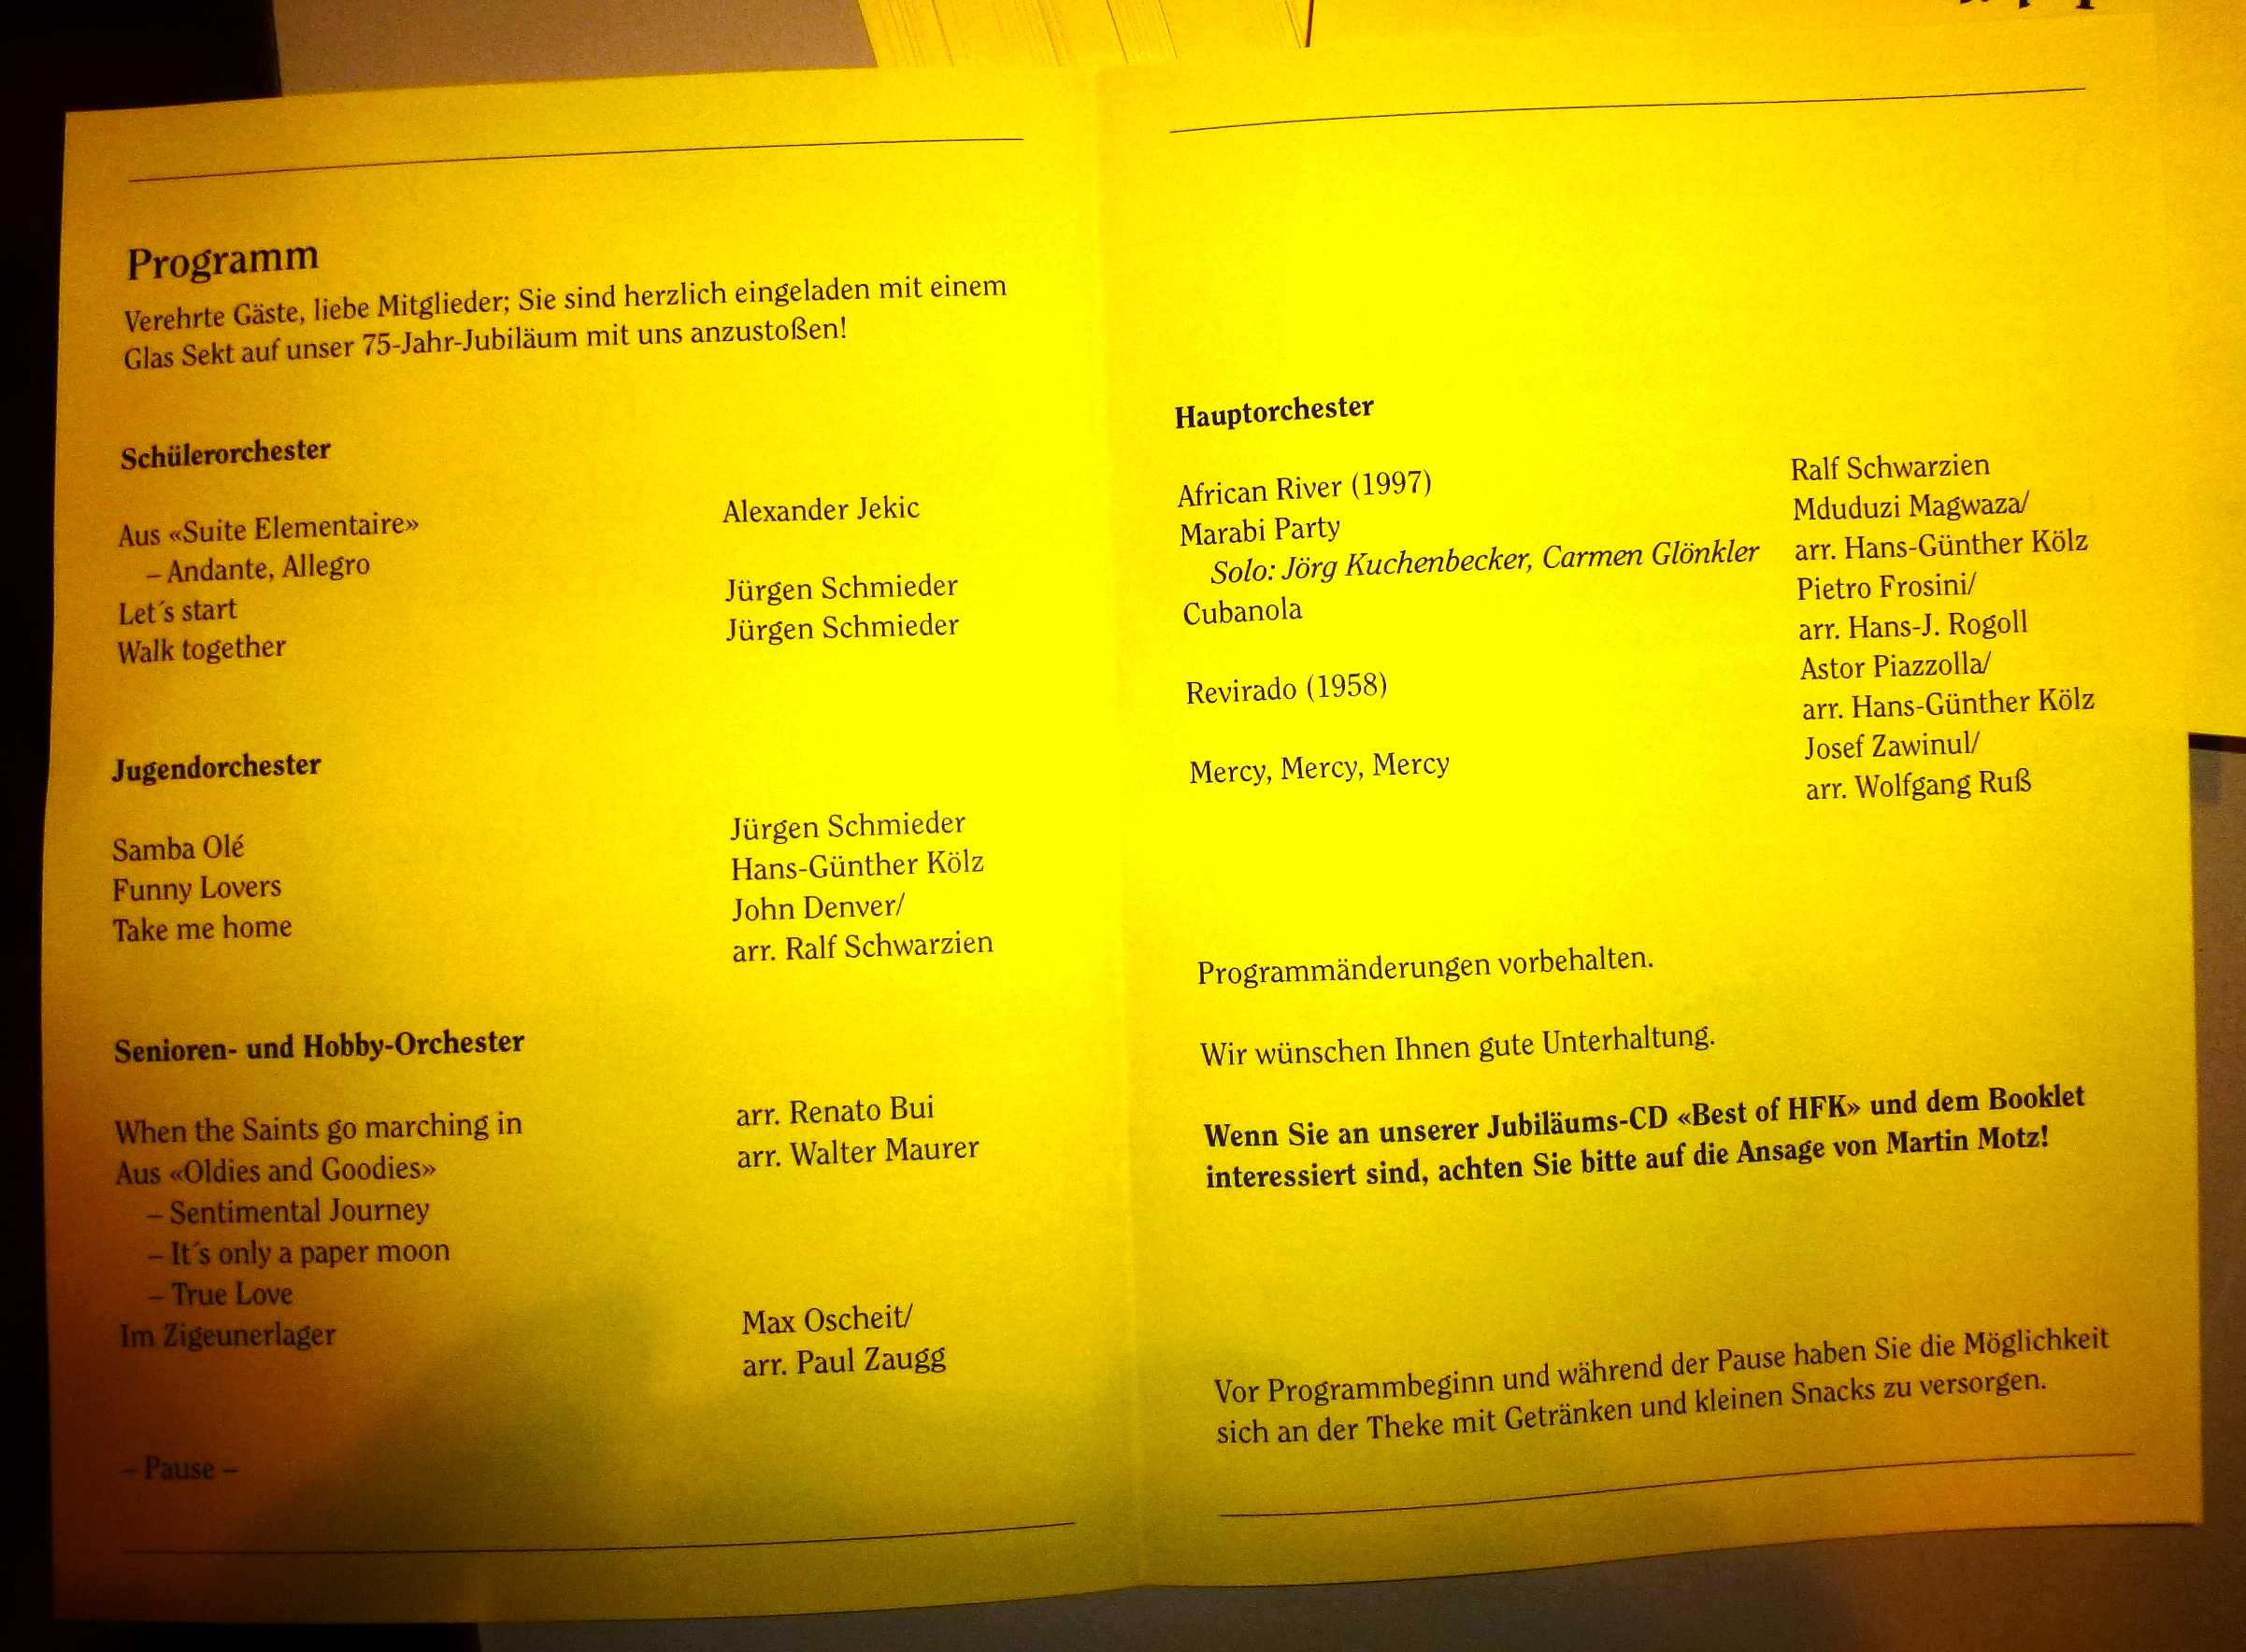 Programm
Verehrte Gäste, liebe Mitglieder; Sie sind herzlich eingeladen mit einem
Glas Sekt auf unser 75-Jahr-Jubiläum mit uns anzustoßen!
Schülerorchester
Aus «Suite Elementaire» Alexander Jekic
– Andante, Allegro
Let´s start Jürgen Schmieder
Walk together Jürgen Schmieder
Jugendorchester
Samba Olé Jürgen Schmieder
Funny Lovers Hans-Günther Kölz
Take me home John Denver/
arr. Ralf Schwarzien
Senioren- und Hobby-Orchester
When the Saints go marching in arr. Renato Bui
Aus «Oldies and Goodies» arr. Walter Maurer
– Sentimental Journey
– It´s only a paper moon
– True Love
Im Zigeunerlager Max Oscheit/
arr. Paul Zaugg
– Pause –
Hauptorchester
African River (1997) Ralf Schwarzien
Marabi Party Mduduzi Magwaza/
Solo: Jörg Kuchenbecker, Carmen Glönkler arr. Hans-Günther Kölz
Cubanola Pietro Frosini/
arr. Hans-J. Rogoll
Revirado (1958) Astor Piazzolla/
arr. Hans-Günther Kölz
Mercy, Mercy, Mercy Josef Zawinul/
arr. Wolfgang Ruß
Programmänderungen vorbehalten.
Wir wünschen Ihnen gute Unterhaltung.
Wenn Sie an unserer Jubiläums-CD «Best of HFK» und dem Booklet
interessiert sind, achten Sie bitte auf die Ansage von Martin Motz!
Vor Programmbeginn und während der Pause haben Sie die Möglichkeit
sich an der Theke mit Getränken und kleinen Snacks zu versorgen.